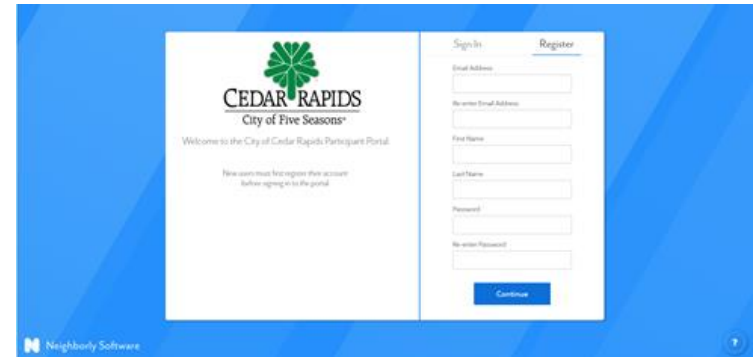 CEDAR RAPIDS
City of Five Seasons
Welcome to the City of Cedar Rapids Participant Portal
New users must first register their account
before signing in to the portal
Sign In
Register
Email Address
Re-enter Email Address
First Name
Last Name
Password
Re-enter Password
Continue
Neighborly Software
?